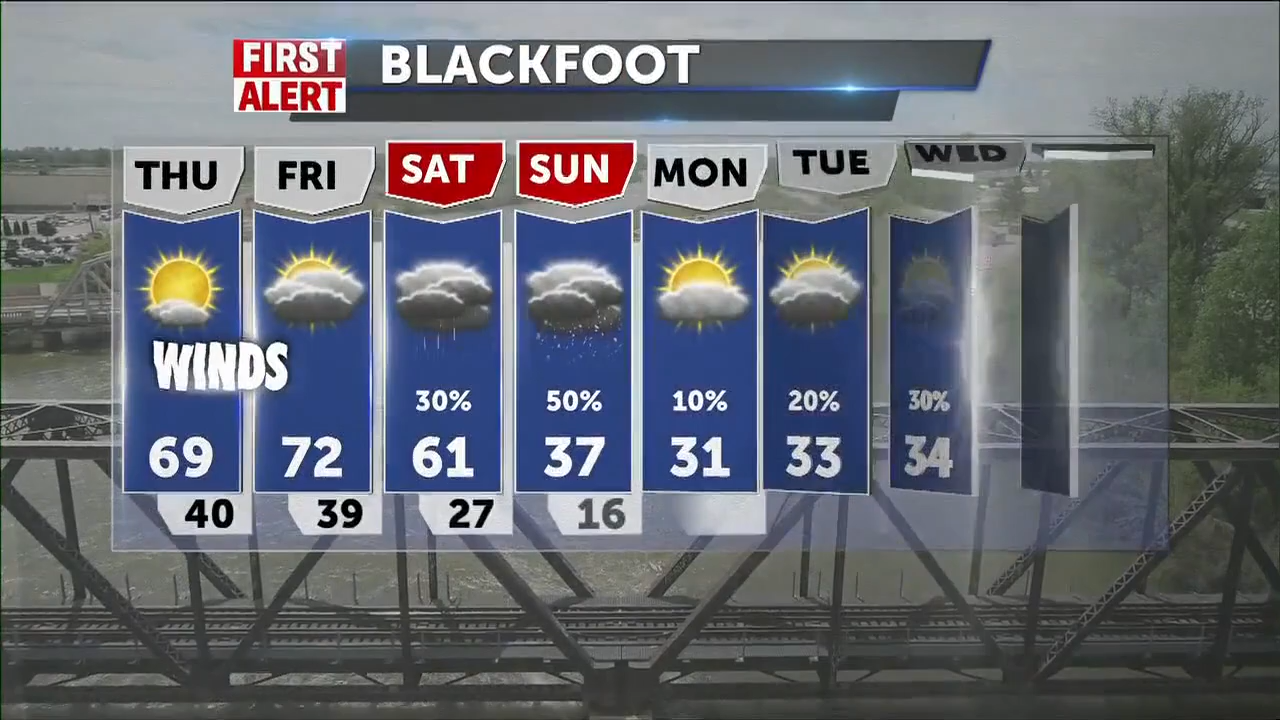 FIRST
ALERT
BLACKFOOT
THU FRI SAT SUN MON TUE WED
WINDS
30% 50% 10% 20% 30%
69 72 61 37 31 33 34
40 39 27 16